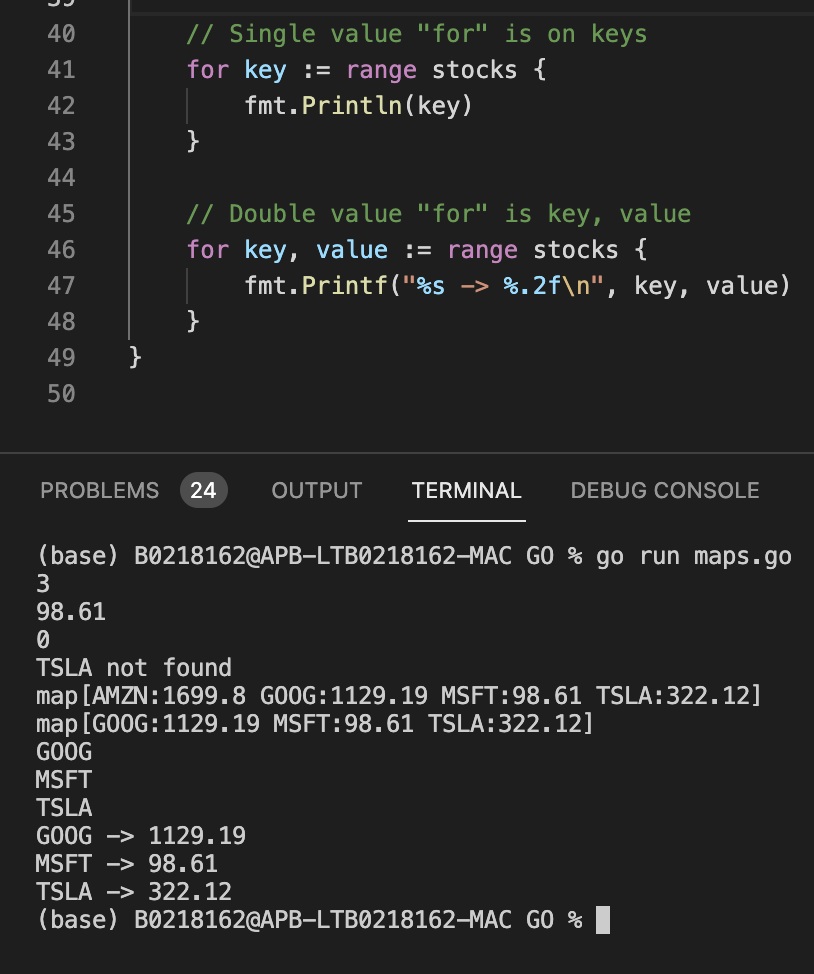 39
40 // Single value "for" is on keys
41 for key := range stocks {
42 fmt.Println(key)
43 }
44
45 // Double value "for" is key, value
46 for key, value := range stocks {
47 fmt.Printf("%s -> %.2f\n", key, value)
48 }
49 }
50
PROBLEMS 24 OUTPUT TERMINAL DEBUG CONSOLE
(base) B0218162@APB-LTB0218162-MAC GO % go run maps.go
3
98.61
0
TSLA not found
map[AMZN:1699.8 GOOG:1129.19 MSFT:98.61 TSLA:322.12]
map[GOOG:1129.19 MSFT:98.61 TSLA:322.12]
GOOG
MSFT
TSLA
GOOG -> 1129.19
MSFT -> 98.61
TSLA -> 322.12
(base) B0218162@APB-LTB0218162-MAC GO %